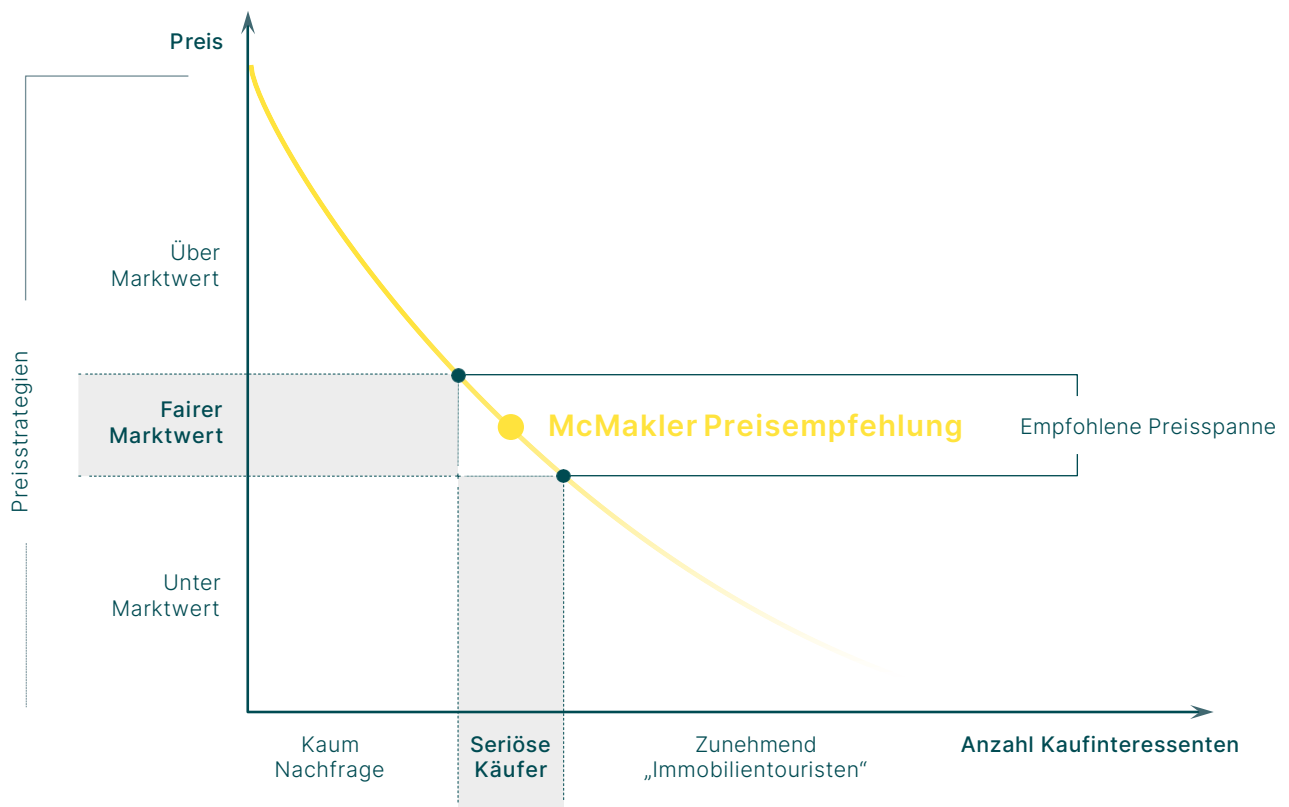 Preis
Über
Marktwert
Preisstrategien
Fairer
Marktwert
McMakler Preisempfehlung
Empfohlene Preisspanne
Unter
Marktwert
Kaum
Nachfrage
Seriöse
Käufer
Zunehmend
„Immobilientouristen“
Anzahl Kaufinteressenten